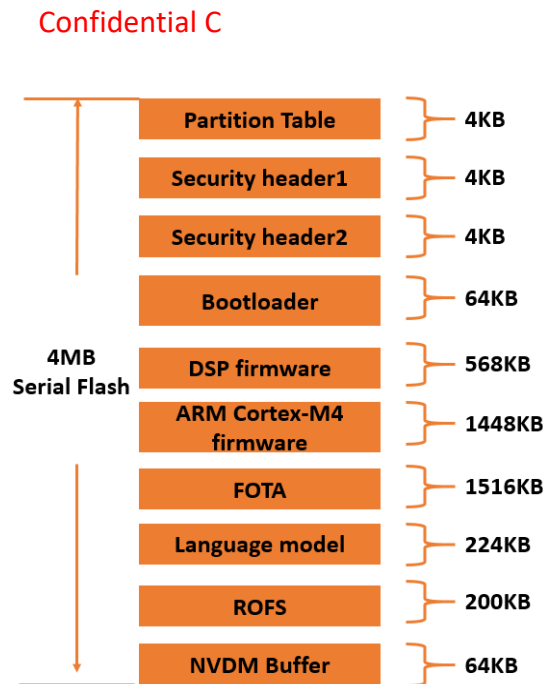 Confidential C
Partition Table 4KB
Security header1 4KB
Security header2 4KB
Bootloader 64KB
4MB
Serial Flash
DSP firmware 568KB
ARM Cortex-M4
firmware
1448KB
FOTA 1516KB
Language model 224KB
ROFS 200KB
NVDM Buffer 64KB